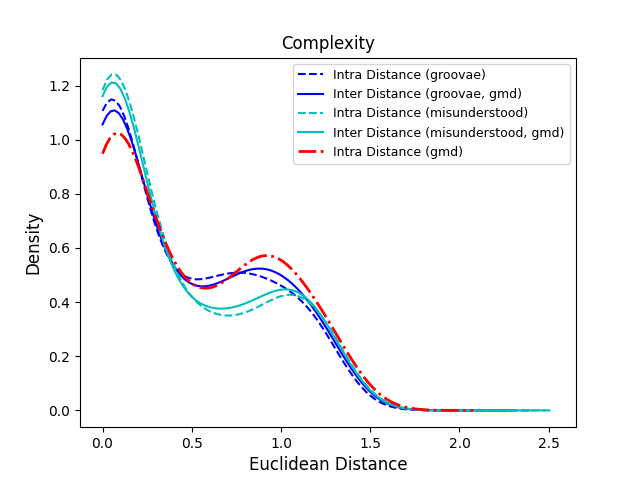 Complexity
Intra Distance (groovae)
Inter Distance (groovae, gmd)
Intra Distance (misunderstood)
Inter Distance (misunderstood, gmd)
Intra Distance (gmd)
Density
1.2
1.0
0.8
0.6
0.4
0.2
0.0
0.0 0.5 1.0 1.5 2.0 2.5
Euclidean Distance